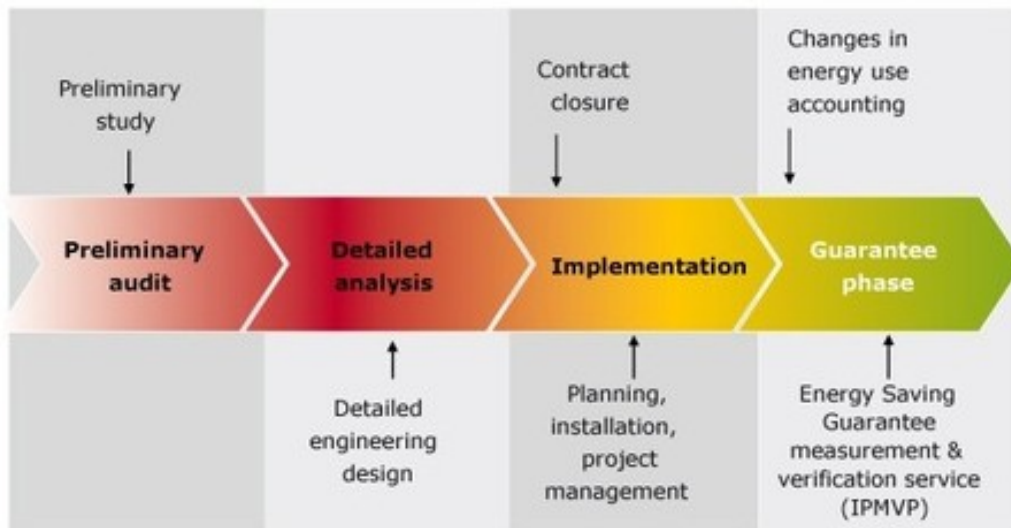 Preliminary
study
Contract
closure
Changes in
energy use
accounting
Preliminary
audit
Detailed
analysis
Implementation
Guarantee
phase
Detailed
engineering
design
Planning,
installation,
project
management
Energy Saving
Guarantee
measurement &
verification service
(IPMVP)